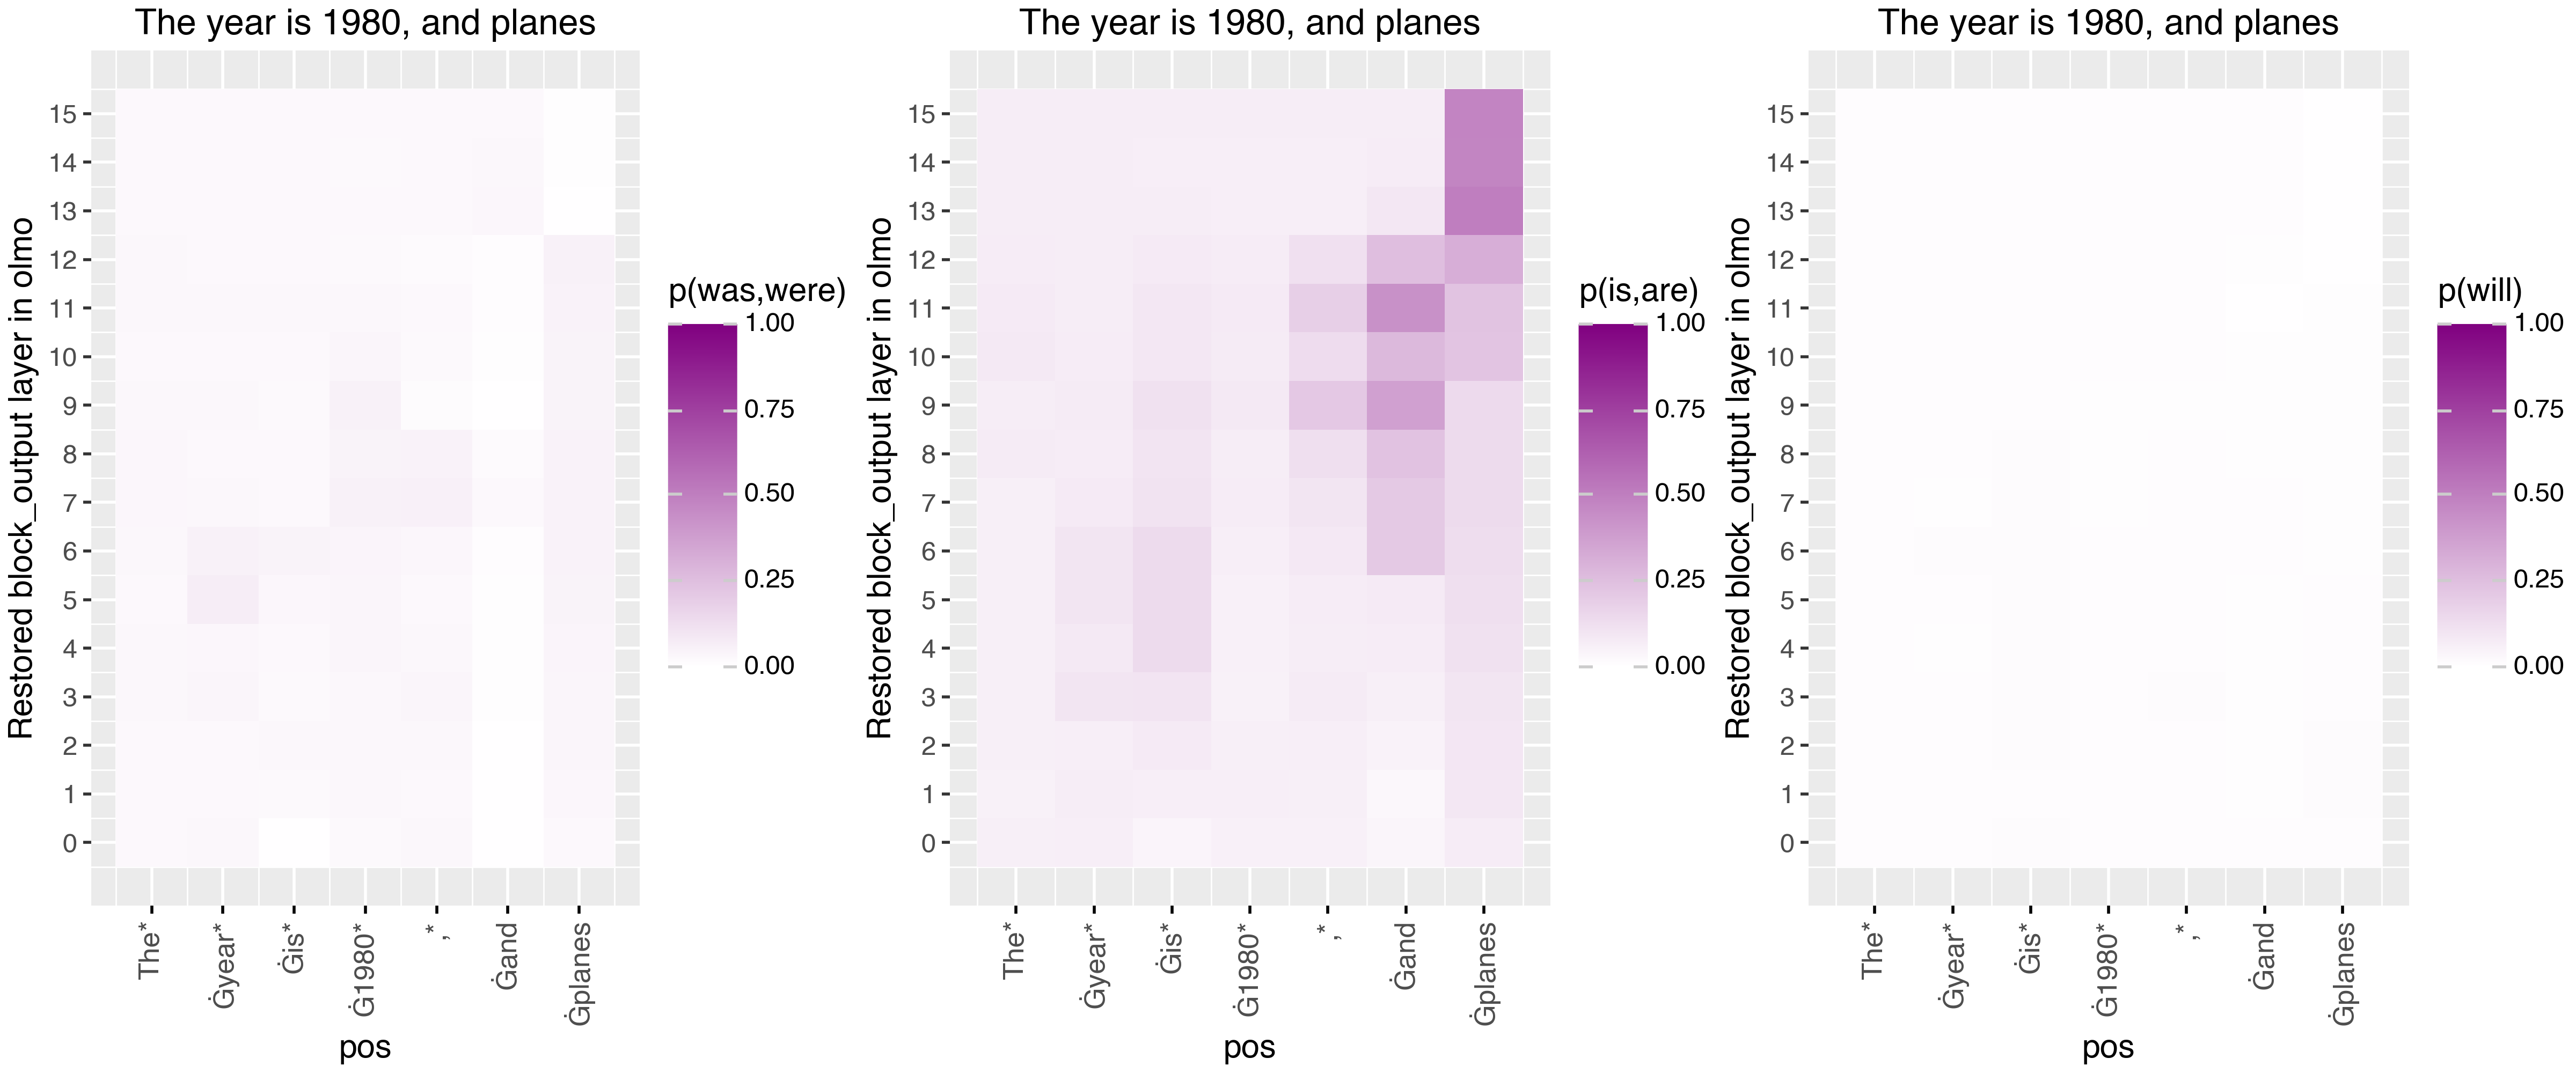 The year is 1980, and planes
Restored block_output layer in olmo
15
14
13
12
11
10
9
8
7
6
5
4
3
2
1
0
The*
Ġyear*
Ġis*
Ġ1980*
,*
Ġand
Ġplanes
pos
p(was,were)
1.00
0.75
0.50
0.25
0.00
The year is 1980, and planes
Restored block_output layer in olmo
15
14
13
12
11
10
9
8
7
6
5
4
3
2
1
0
The*
Ġyear*
Ġis*
Ġ1980*
,*
Ġand
Ġplanes
pos
p(is,are)
1.00
0.75
0.50
0.25
0.00
The year is 1980, and planes
Restored block_output layer in olmo
15
14
13
12
11
10
9
8
7
6
5
4
3
2
1
0
The*
Ġyear*
Ġis*
Ġ1980*
,*
Ġand
Ġplanes
pos
p(will)
1.00
0.75
0.50
0.25
0.00